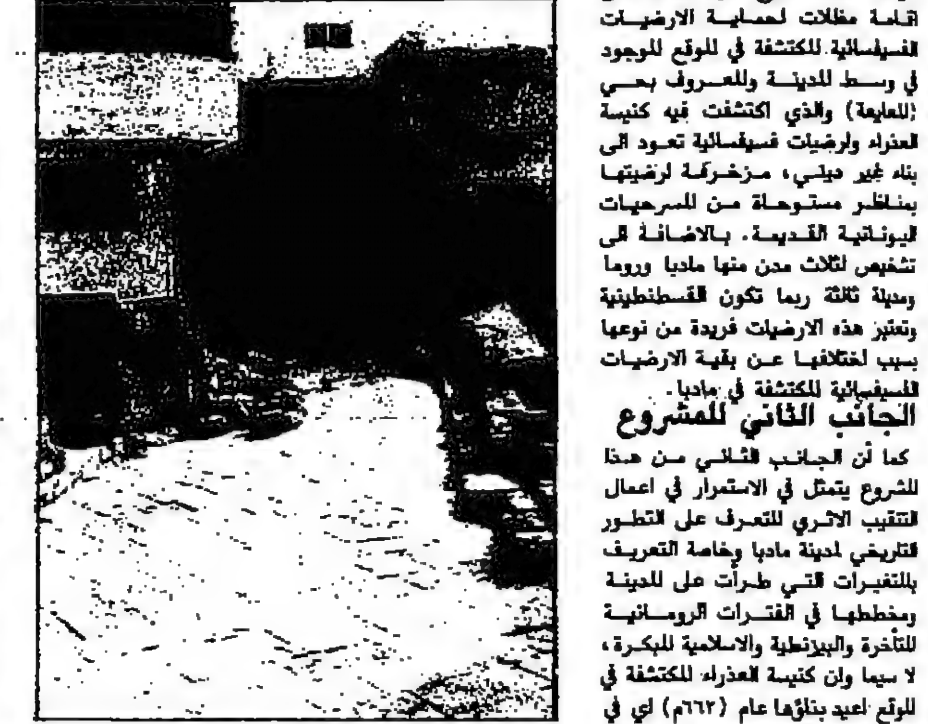 اقامة مظلات لحماية الارضيات
الفسيفسائية المكتشفة في الموقع الموجود
في وسط المدينة والمعروف بحي
(المعايعة) والذي اكتشفت فيه كنيسة
العذراء وارضيات فسيفسائية تعود الى
بناء غير ديني، مزخرفة ارضيتها
بمناظر مستوحاة من المسرحيات
اليونانية القديمة. بالاضافة الى
تشخيص لثلاث مدن منها مادبا وروما
ومدينة ثالثة ربما تكون القسطنطينية
وتعتبر هذه الارضيات فريدة من نوعها
بسبب اختلافها عن بقية الارضيات
الفسيفسائية المكتشفة في مادبا.
الجانب الثاني للمشروع
كما أن الجانب الثاني من هذا
المشروع يتمثل في الاستمرار في اعمال
التنقيب الاثري للتعرف على التطور
التاريخي لمدينة مادبا وخاصة التعريف
بالتغيرات التي طرأت على المدينة
ومخططها في الفترات الرومانية
المتأخرة والبيزنطية والاسلامية المبكرة،
لا سيما وان كنيسة العذراء المكتشفة في
الموقع اعيد بناؤها عام (٦٦٢م) اي في